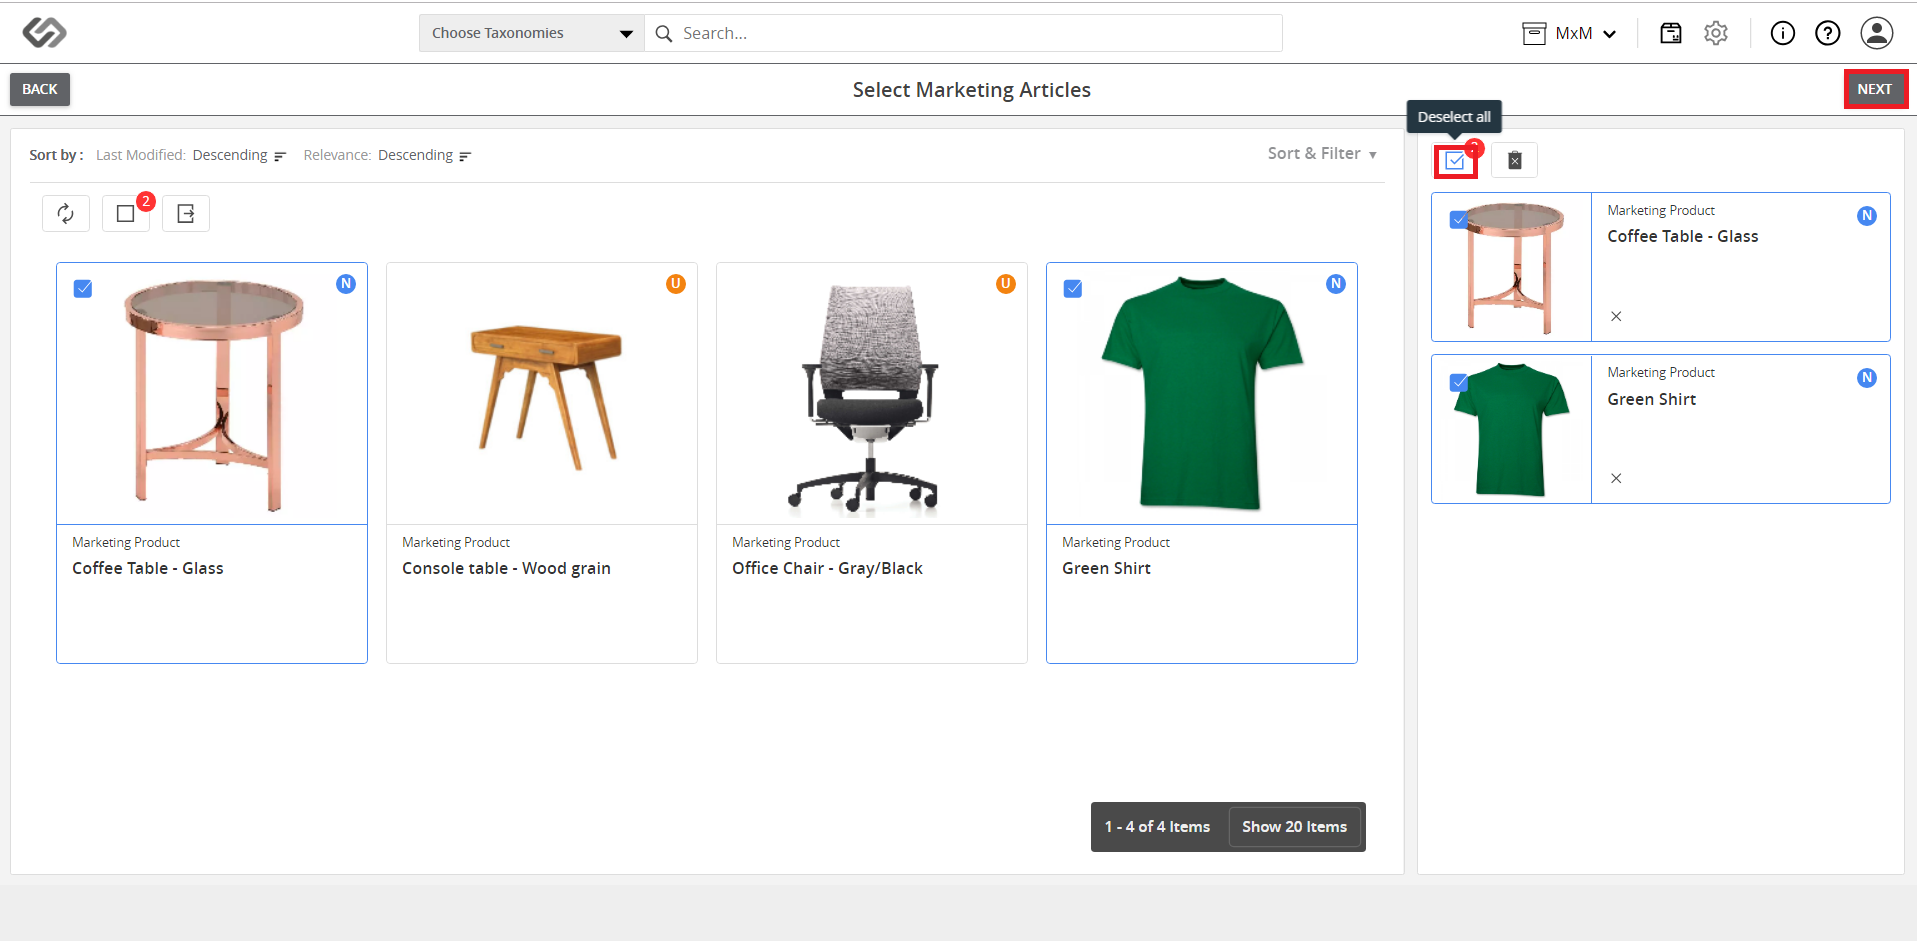 Choose Taxonomies
Search...
MxM
BACK
Select Marketing Articles
NEXT
Deselect all
Sort by : Last Modified: Descending Relevance: Descending
Sort & Filter
2
N
U
U
N
Marketing Product
Coffee Table - Glass
Marketing Product
Console table - Wood grain
Marketing Product
Office Chair - Gray/Black
Marketing Product
Green Shirt
1 - 4 of 4 Items
Show 20 Items
Marketing Product
N
Coffee Table - Glass
Marketing Product
N
Green Shirt